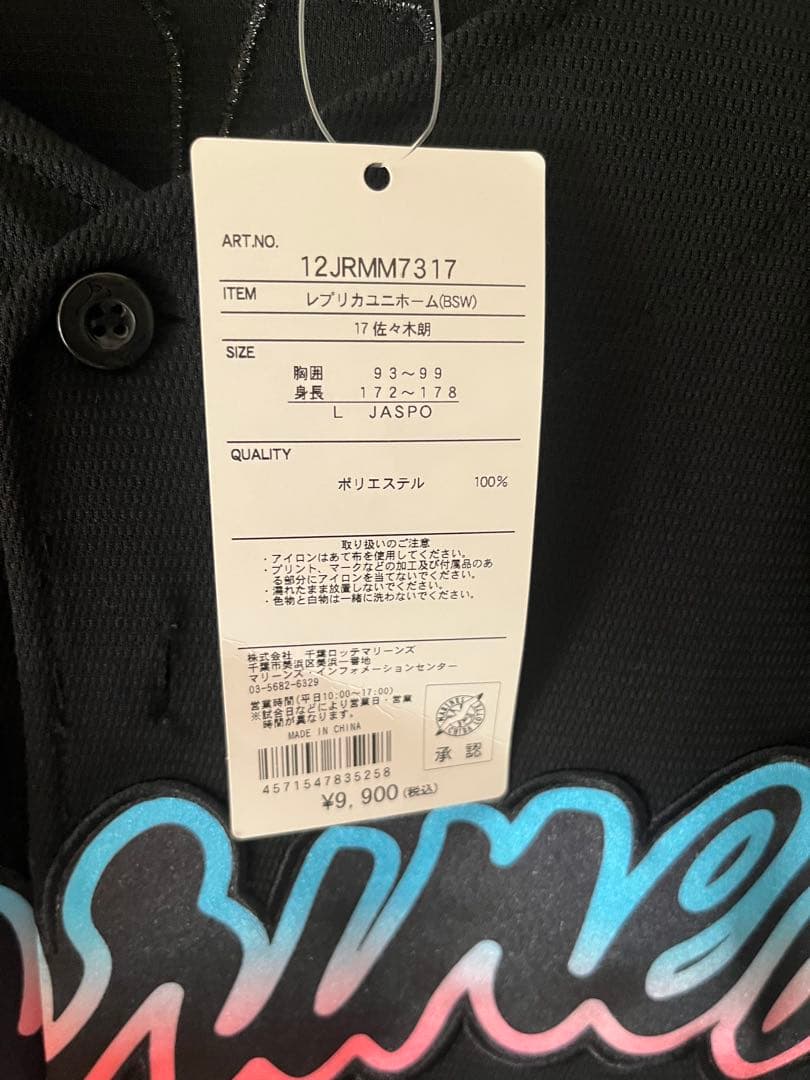 ART.NO.
12JRMM7317
ITEM レプリカユニホーム(BSW)
17 佐々木朗
SIZE
胸囲 93～99
身長 172～178
L JASPO
QUALITY
ポリエステル 100%
取り扱いのご注意
・アイロンはあて布を使用してください。
・プリント、マークなどの加工及び付属品のあ
る部分にアイロンを当てないでください。
・濡れたまま放置しないでください。
・色物と白物は一緒に洗わないでください。
株式会社 千葉ロッテマリーンズ
千葉市美浜区美浜一番地
マリーンズ・インフォメーションセンター
03-5682-6329
営業時間(平日10:00～17:00)
※試合日などにより営業日・営業
時間が異なります。
MADE IN CHINA
4571547835258
¥9,900(税込)
承認